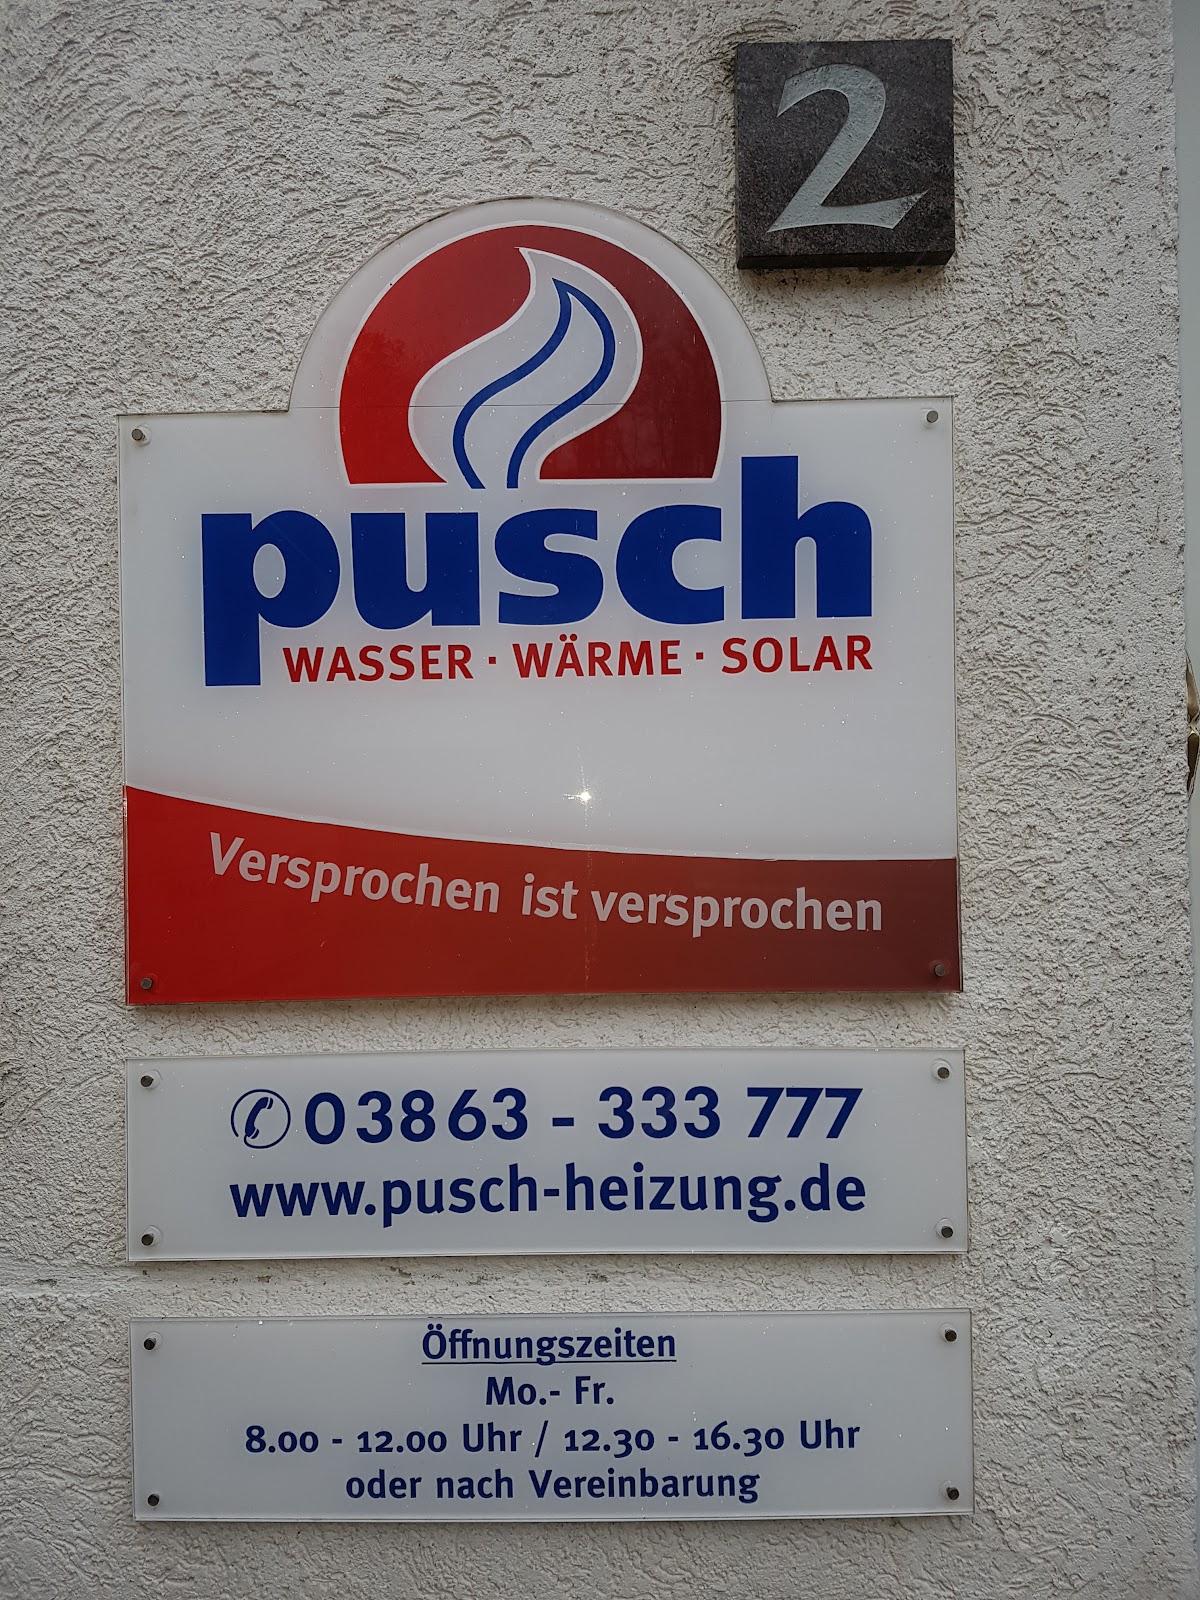 2
pusch
WASSER · WÄRME · SOLAR
Versprochen ist versprochen
✆ 03863 - 333 777
www.pusch-heizung.de
Öffnungszeiten
Mo.- Fr.
8.00 - 12.00 Uhr / 12.30 - 16.30 Uhr
oder nach Vereinbarung